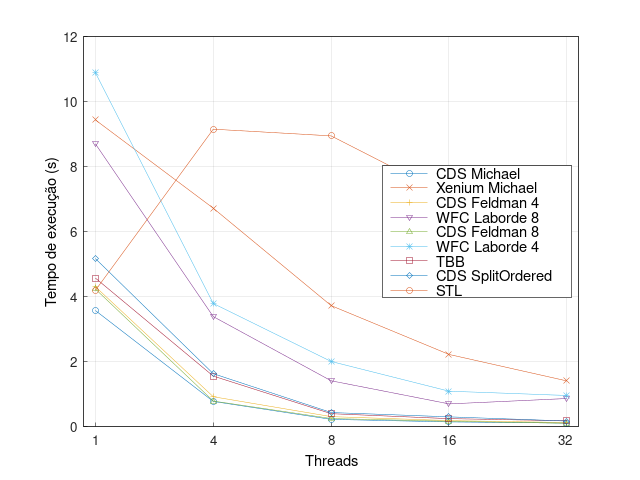 12
10
8
6
4
2
0
Tempo de execução (s)
CDS Michael
Xenium Michael
CDS Feldman 4
WFC Laborde 8
CDS Feldman 8
WFC Laborde 4
TBB
CDS SplitOrdered
STL
1 4 8 16 32
Threads